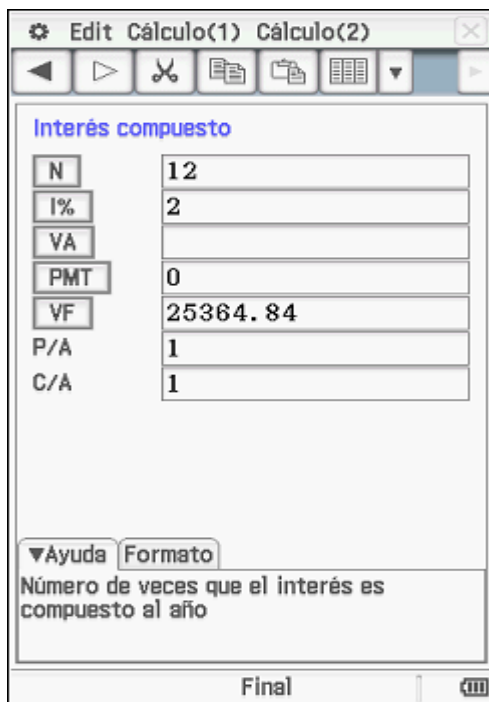 Edit Cálculo(1) Cálculo(2)
Interés compuesto
N 12
I% 2
VA
PMT 0
VF 25364.84
P/A 1
C/A 1
▼Ayuda Formato
Número de veces que el interés es
compuesto al año
Final